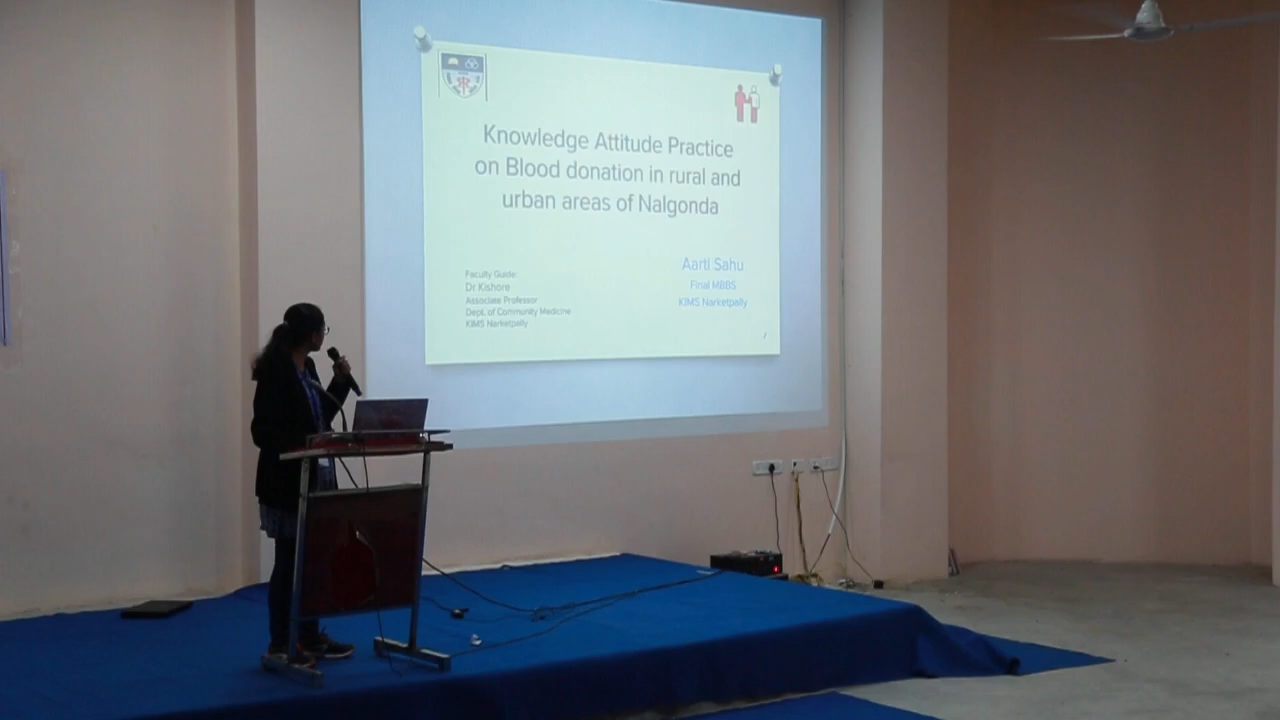 Knowledge Attitude Practice
on Blood donation in rural and
urban areas of Nalgonda
Aarti Sahu
Final MBBS
KIMS Narketpally
Faculty Guide:
Dr Kishore
Associate Professor
Dept. of Community Medicine
KIMS Narketpally